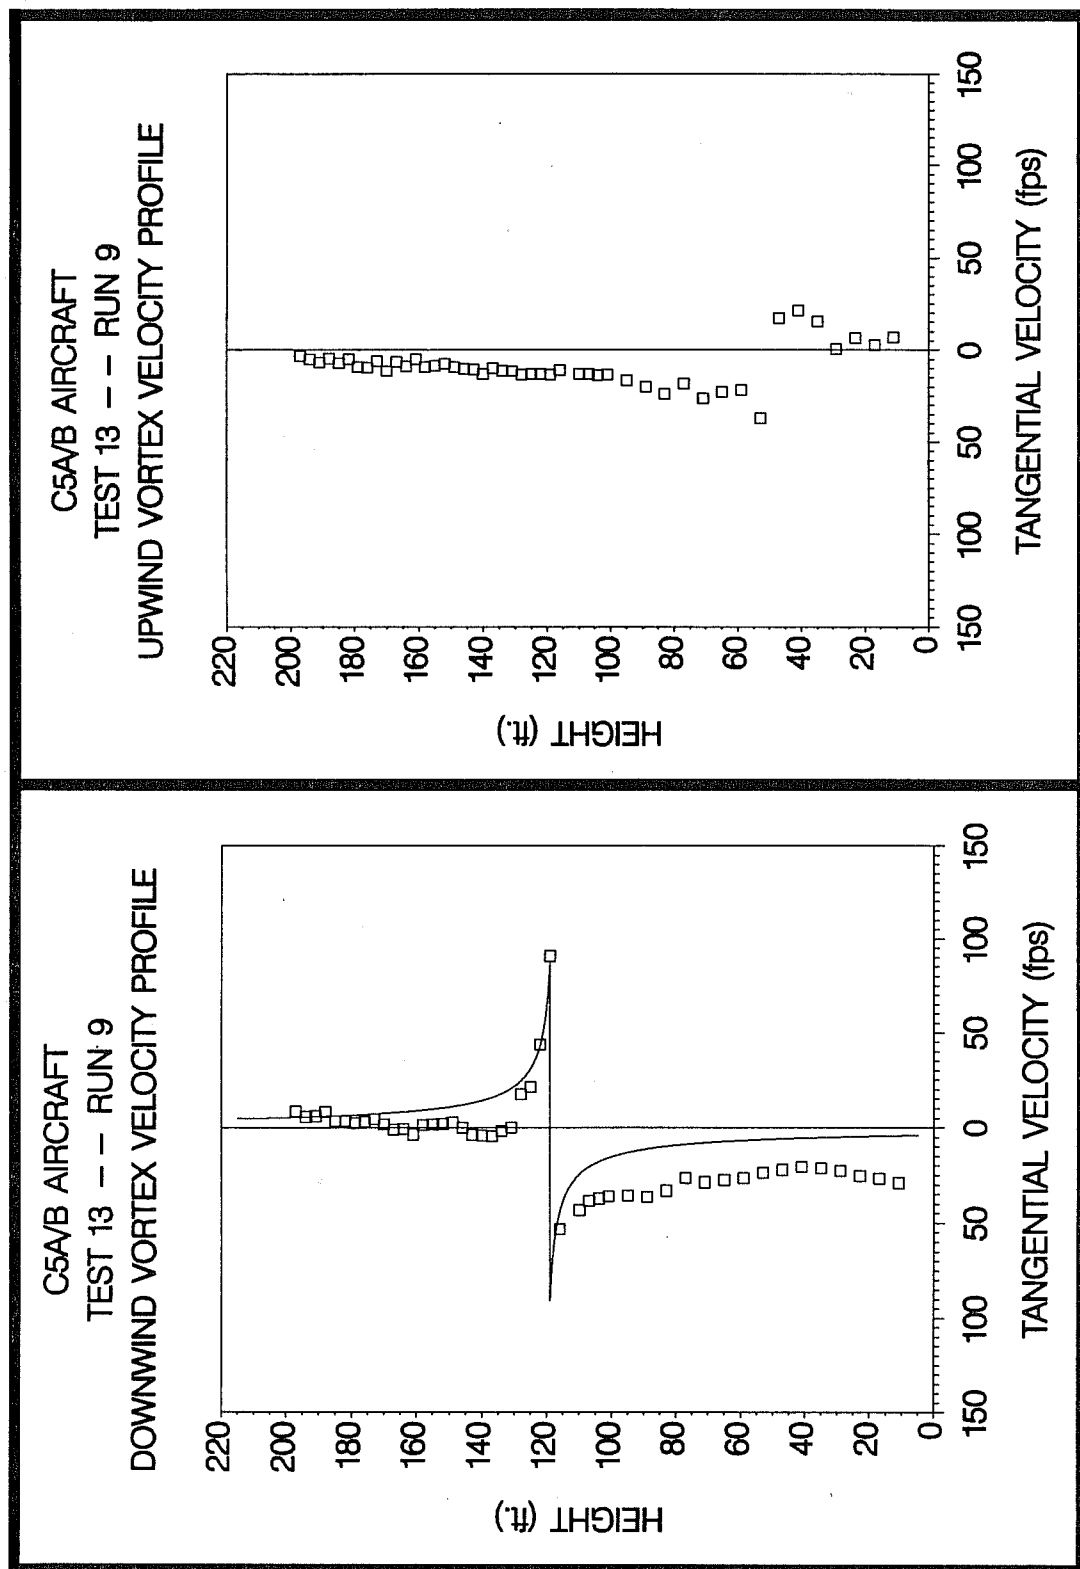 C5A/B AIRCRAFT
TEST 13 -- RUN 9
DOWNWIND VORTEX VELOCITY PROFILE
HEIGHT (ft.)
220
200
180
160
140
120
100
80
60
40
20
0
150 100 50 0 50 100 150
TANGENTIAL VELOCITY (fps)
C5A/B AIRCRAFT
TEST 13 -- RUN 9
UPWIND VORTEX VELOCITY PROFILE
HEIGHT (ft.)
220
200
180
160
140
120
100
80
60
40
20
0
150 100 50 0 50 100 150
TANGENTIAL VELOCITY (fps)